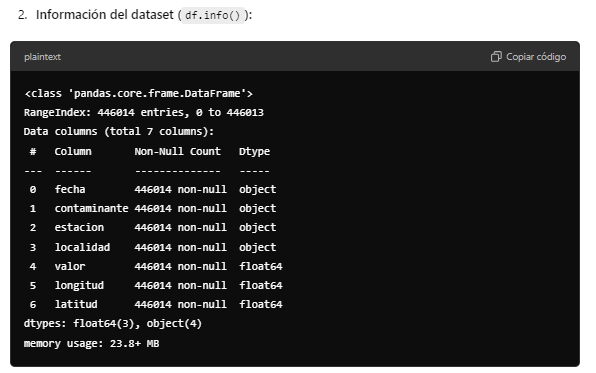 2. Información del dataset ( df.info() ):
plaintext Copiar código
<class 'pandas.core.frame.DataFrame'>
RangeIndex: 446014 entries, 0 to 446013
Data columns (total 7 columns):
 #   Column       Non-Null Count   Dtype
---  ------       --------------   -----
 0   fecha        446014 non-null  object
 1   contaminante 446014 non-null  object
 2   estacion     446014 non-null  object
 3   localidad    446014 non-null  object
 4   valor        446014 non-null  float64
 5   longitud     446014 non-null  float64
 6   latitud      446014 non-null  float64
dtypes: float64(3), object(4)
memory usage: 23.8+ MB